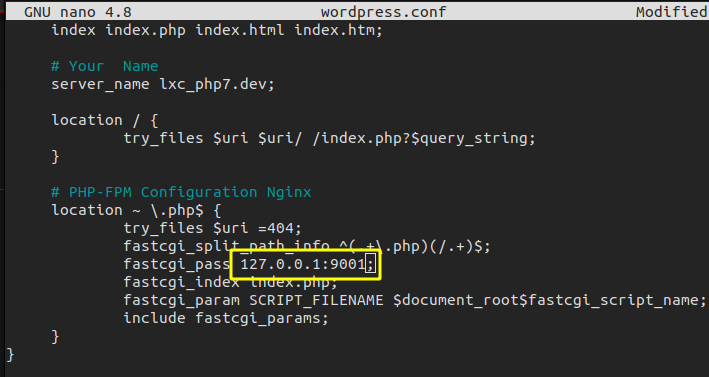 GNU nano 4.8 wordpress.conf Modified
index index.php index.html index.htm;
# Your  Name
server_name lxc_php7.dev;
location / {
try_files $uri $uri/ /index.php?$query_string;
}
# PHP-FPM Configuration Nginx
location ~ \.php$ {
try_files $uri =404;
fastcgi_split_path_info ^(.+\.php)(/.+)$;
fastcgi_pass 127.0.0.1:9001;
fastcgi_index index.php;
fastcgi_param SCRIPT_FILENAME $document_root$fastcgi_script_name;
include fastcgi_params;
}
}